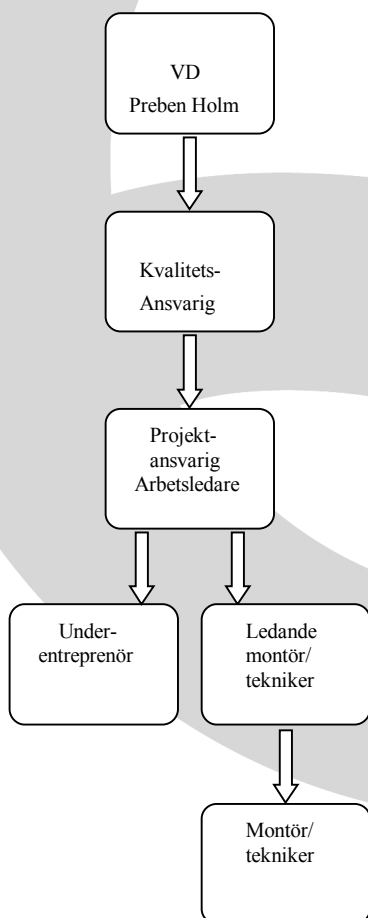 VD
Preben Holm
Kvalitets-
Ansvarig
Projekt-
ansvarig
Arbetsledare
Under-
entreprenör
Ledande
montör/
tekniker
Montör/
tekniker